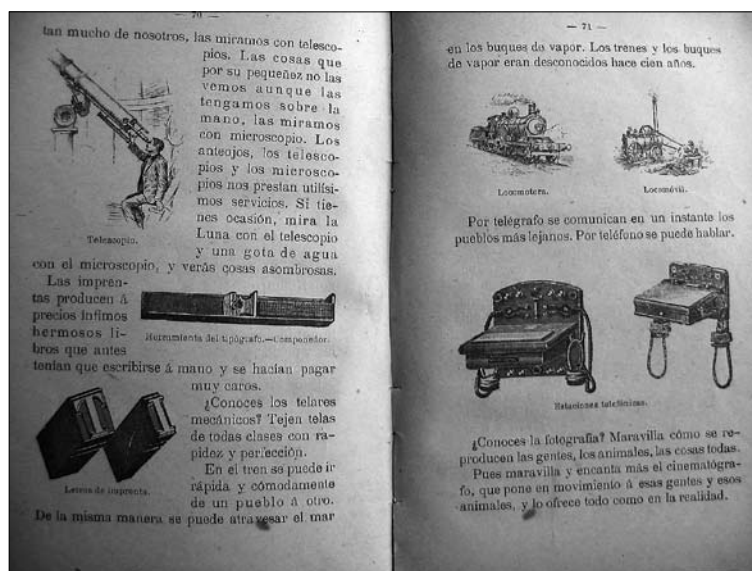 — 70 —
tan mucho de nosotros, las miramos con telesco-
pios. Las cosas que
por su pequeñez no las
vemos aunque las
tengamos sobre la
mano, las miramos
con microscopio. Los
anteojos, los telesco-
pios y los microsco-
pios nos prestan utilísi-
mos servicios. Si tie-
nes ocasión, mira la
Luna con el telescopio
y una gota de agua
Telescopio.
con el microscopio, y verás cosas asombrosas.
Las impren-
tas producen á
precios ínfimos
hermosos li-
bros que antes
Herramienta del tipógrafo.—Componedor.
tenían que escribirse á mano y se hacían pagar
muy caros.
¿Conoces los telares
mecánicos? Tejen telas
de todas clases con ra-
pidez y perfección.
En el tren se puede ir
rápida y cómodamente
de un pueblo á otro.
Letras de imprenta.
De la misma manera se puede atravesar el mar
— 71 —
en los buques de vapor. Los trenes y los buques
de vapor eran desconocidos hace cien años.
Locomotora.
Locomóvil.
Por telégrafo se comunican en un instante los
pueblos más lejanos. Por teléfono se puede hablar.
Estaciones telefónicas.
¿Conoces la fotografía? Maravilla cómo se re-
producen las gentes, los animales, las cosas todas.
Pues maravilla y encanta más el cinematógra-
fo, que pone en movimiento á esas gentes y esos
animales, y lo ofrece todo como en la realidad.